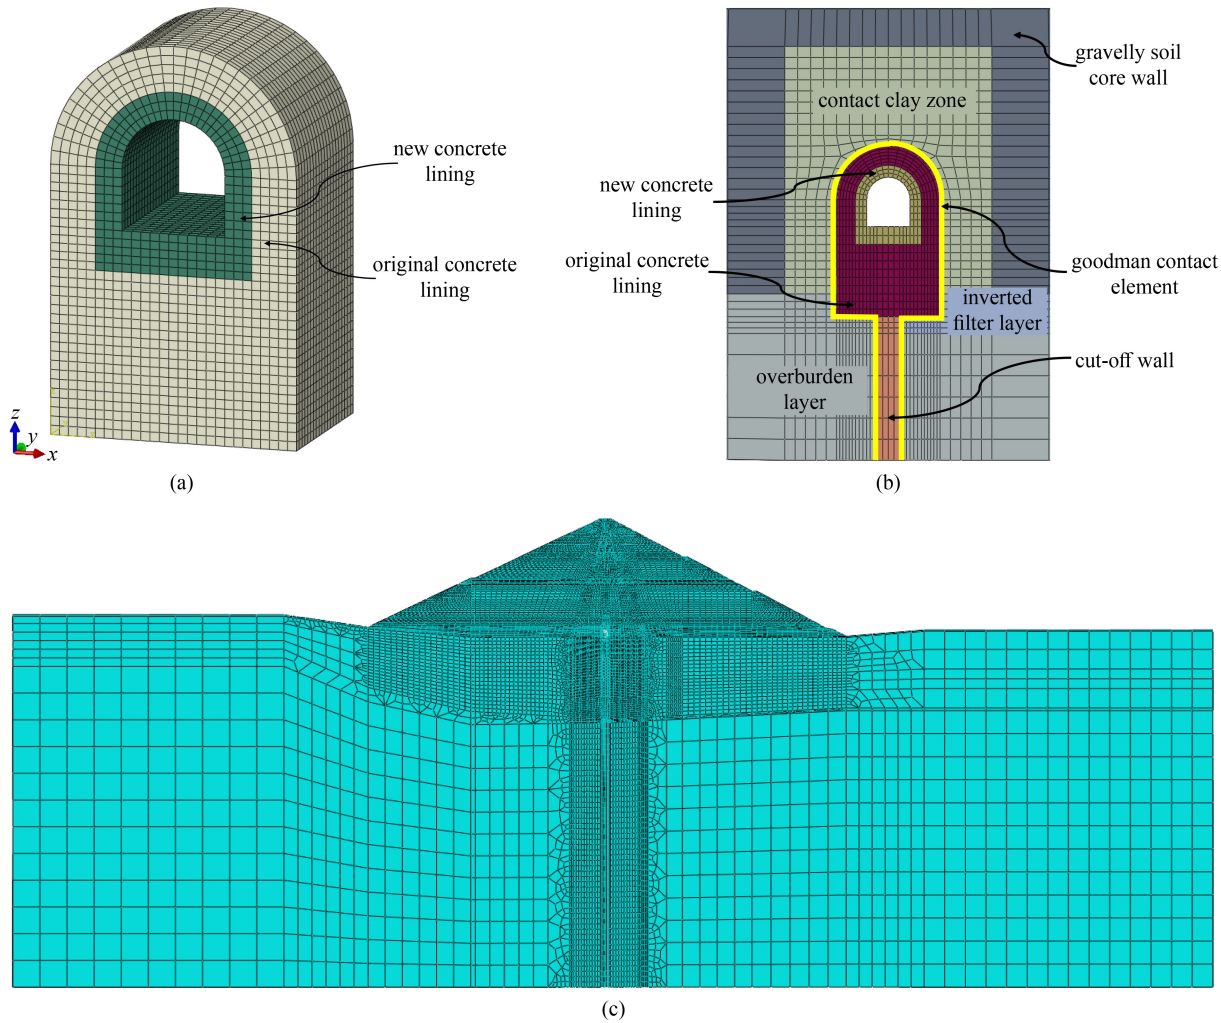 new concrete
lining
original concrete
lining
z
y
x
(a)
gravelly soil
core wall
contact clay zone
new concrete
lining
original concrete
lining
goodman contact
element
inverted
filter layer
cut-off wall
overburden
layer
(b)
(c)